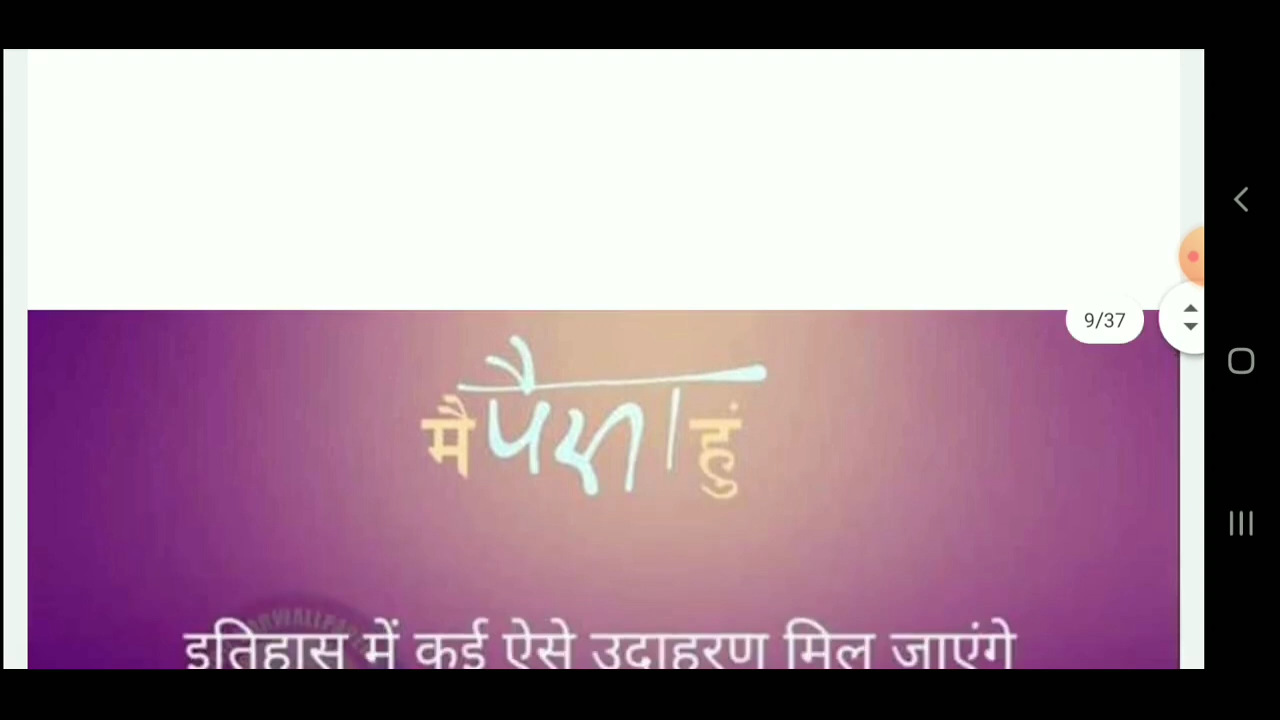 9/37
मै पैसा हुं
इतिहास में कई ऐसे उदाहरण मिल जाएंगे